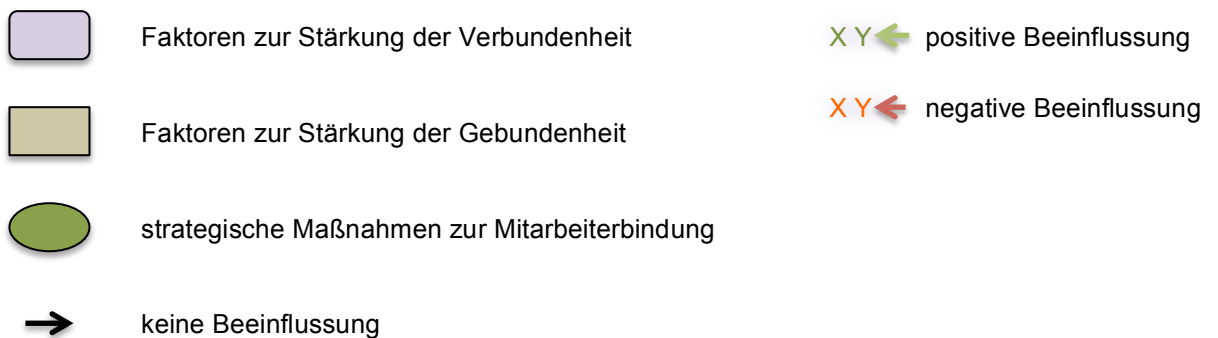 Faktoren zur Stärkung der Verbundenheit
Faktoren zur Stärkung der Gebundenheit
strategische Maßnahmen zur Mitarbeiterbindung
keine Beeinflussung
X Y positive Beeinflussung
X Y negative Beeinflussung